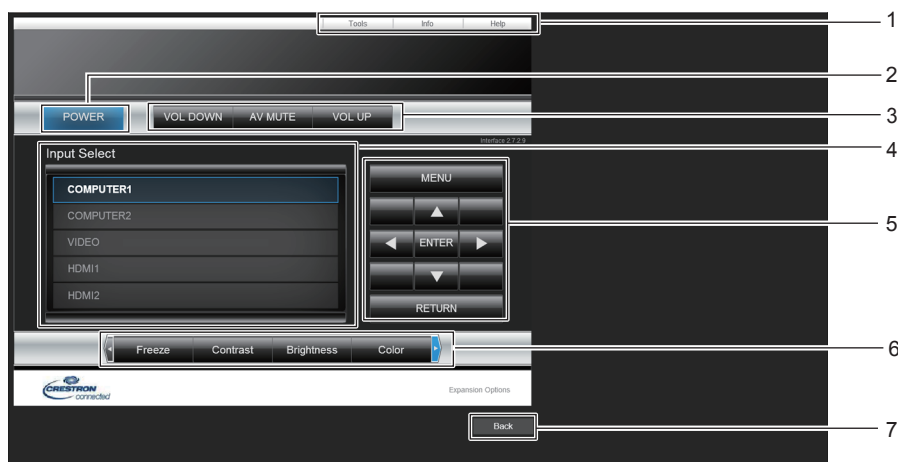 Tools Info Help
1
2
POWER VOL DOWN AV MUTE VOL UP
3
Interface 2.7.2.9
4
Input Select
MENU
COMPUTER1
COMPUTER2
5
VIDEO
ENTER
HDMI1
HDMI2
RETURN
Freeze Contrast Brightness Color
6
CRESTRON
connected
Expansion Options
Back
7